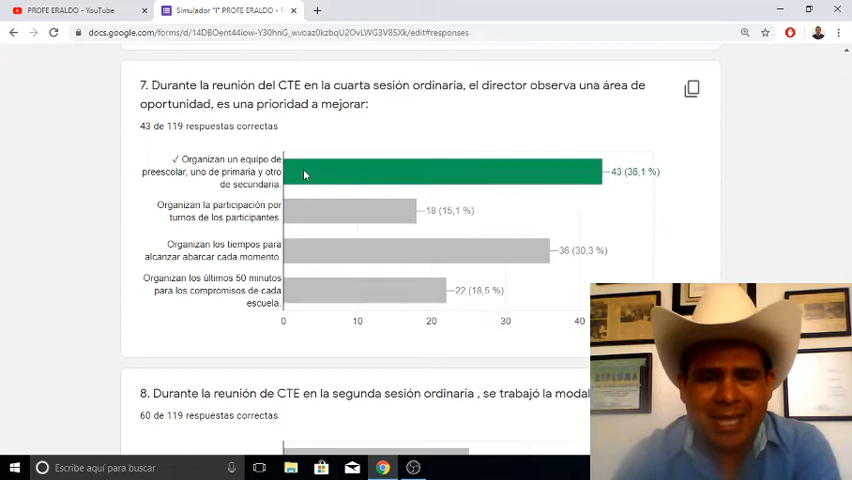 PROFE ERALDO - YouTube
Simulador "I" PROFE ERALDO - F
docs.google.com/forms/d/14DBOent44iow-Y30hnG_wvoaz0kzbqU2OvLWG3V85Xk/edit#responses
7. Durante la reunión del CTE en la cuarta sesión ordinaria, el director observa una área de
oportunidad, es una prioridad a mejorar:
43 de 119 respuestas correctas
✓ Organizan un equipo de
preescolar, uno de primaria y otro
de secundaria.
43 (36,1 %)
Organizan la participación por
turnos de los participantes.
18 (15,1 %)
Organizan los tiempos para
alcanzar abarcar cada momento.
36 (30,3 %)
Organizan los últimos 50 minutos
para los compromisos de cada
escuela.
22 (18,5 %)
0 10 20 30 40
8. Durante la reunión de CTE en la segunda sesión ordinaria , se trabajó la modal
60 de 119 respuestas correctas
DIPLOMA
Escribe aquí para buscar